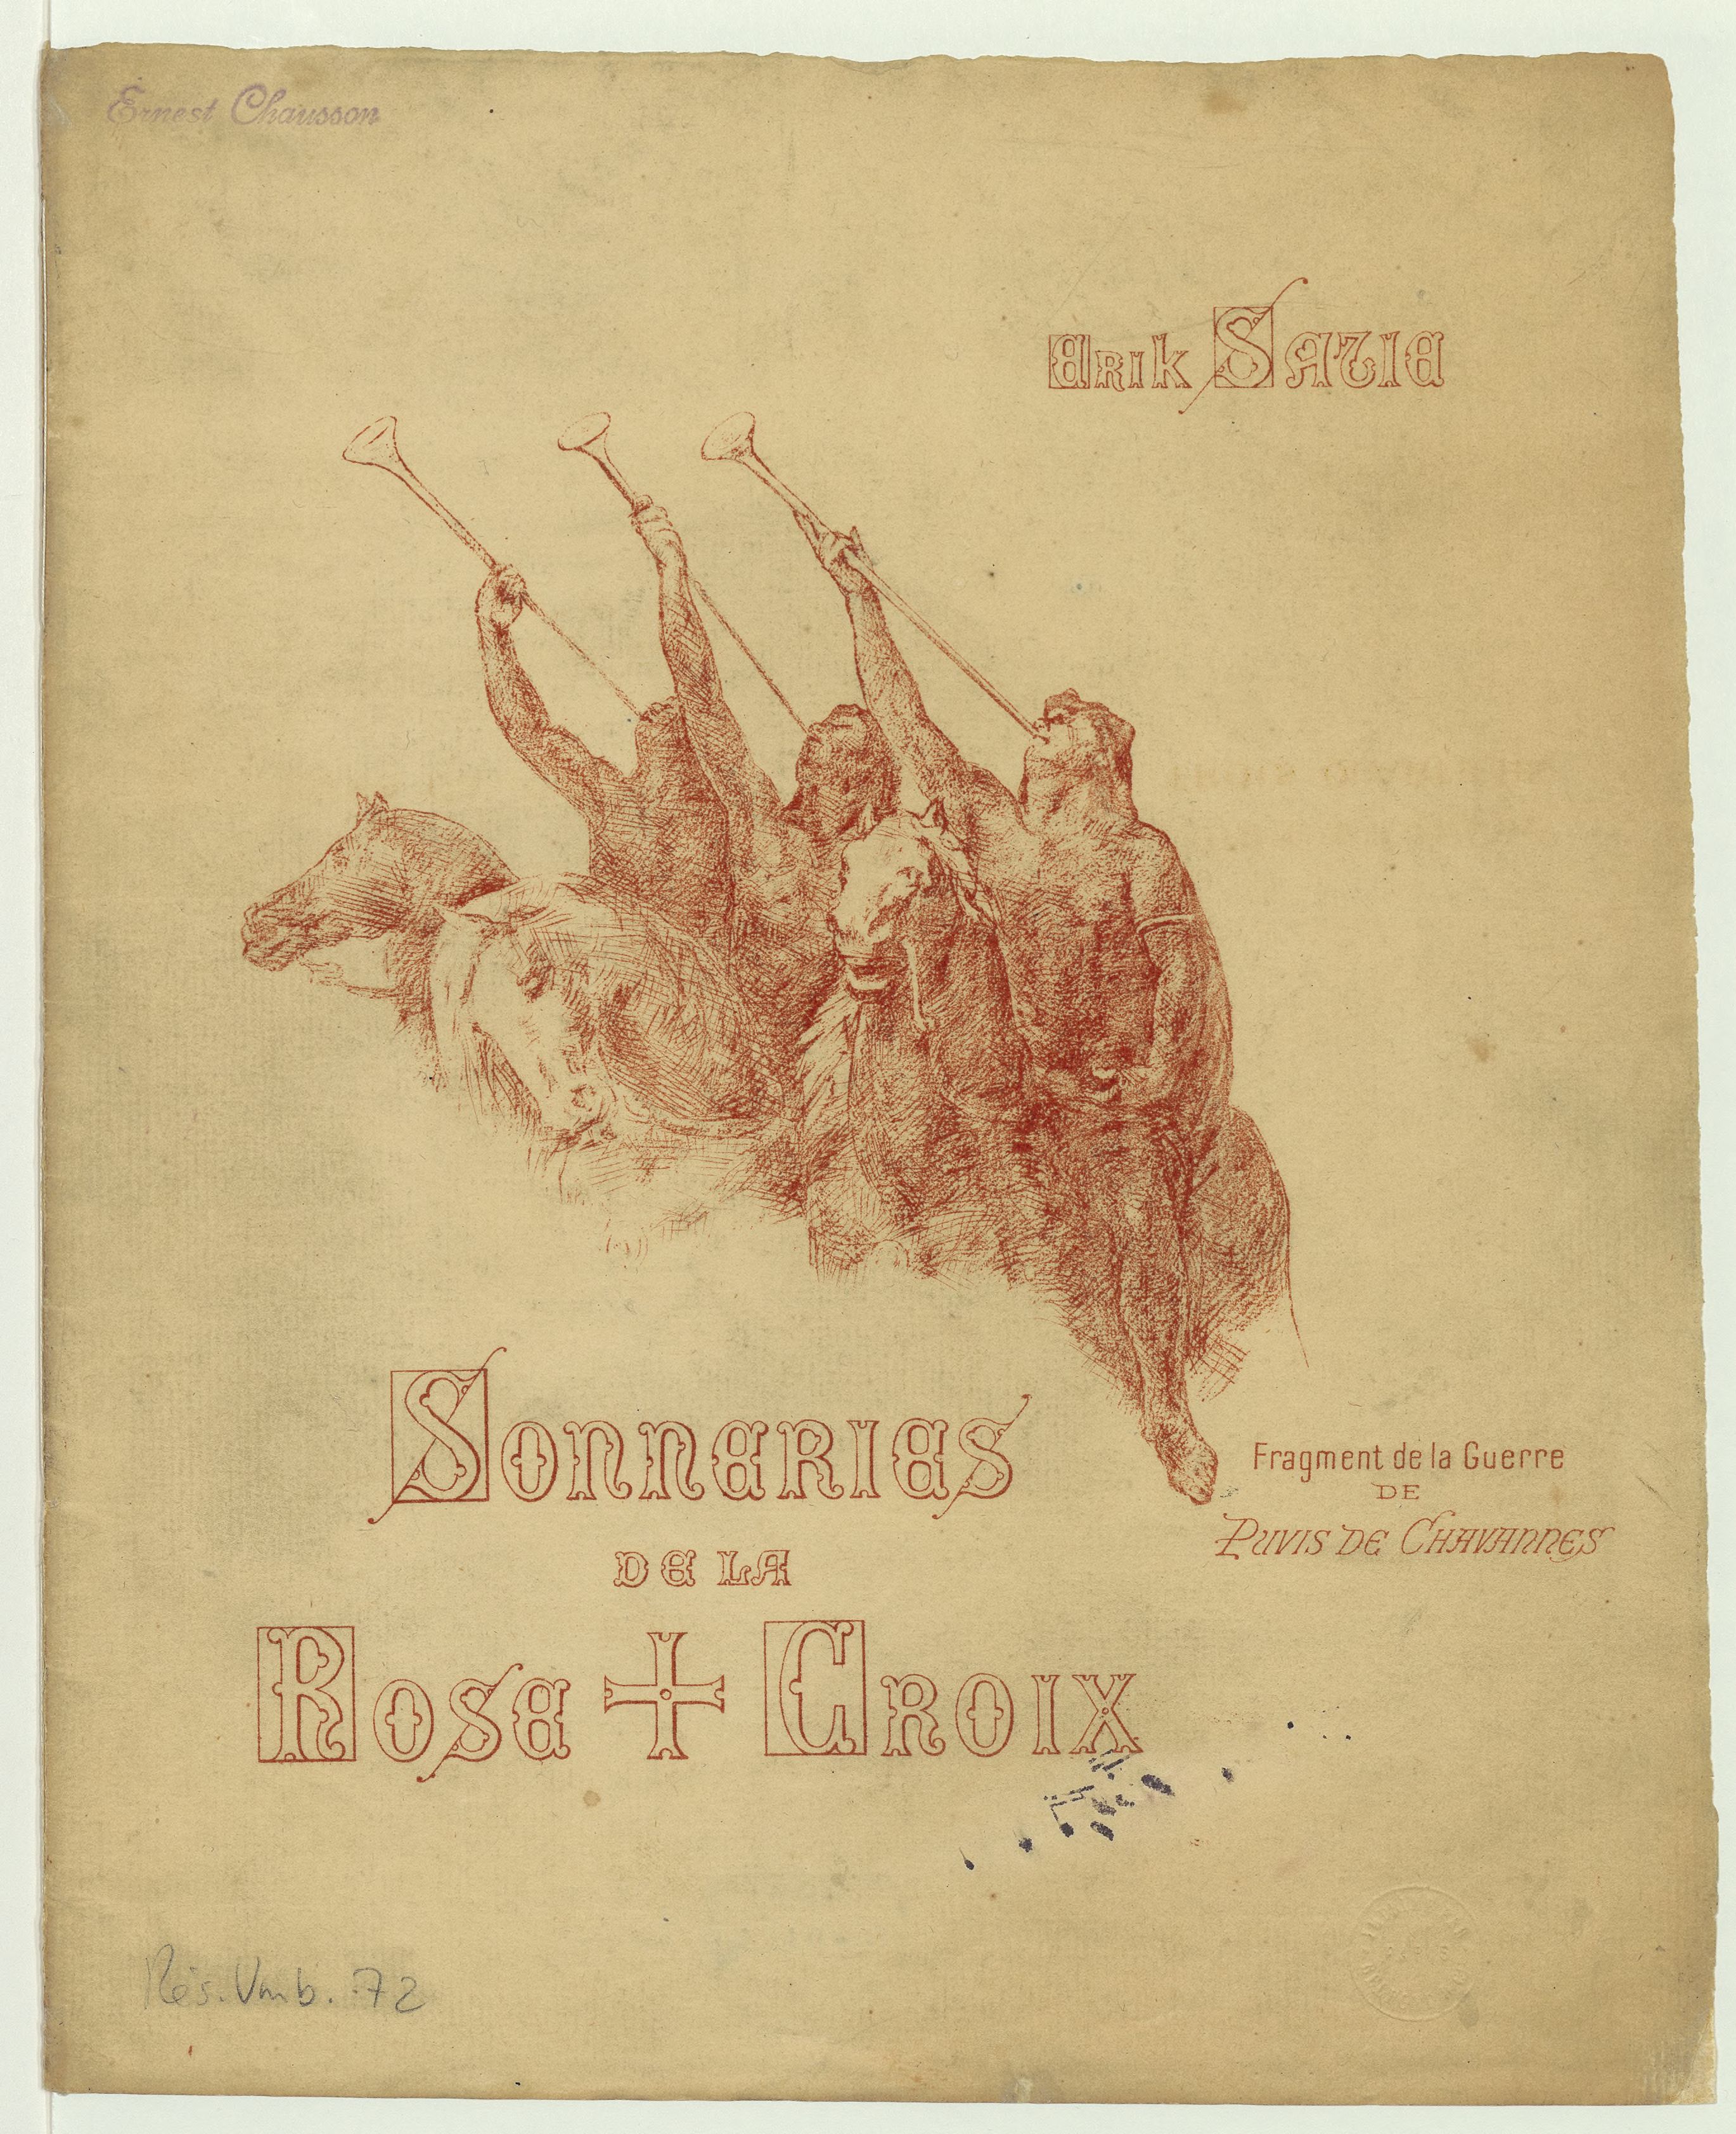 Ernest Chausson
Erik Satie
Sonneries
DE LA
Rose + Croix
Fragment de la Guerre
DE
PUVIS DE CHAVANNES
Rés. Vmb. 72
PARIS